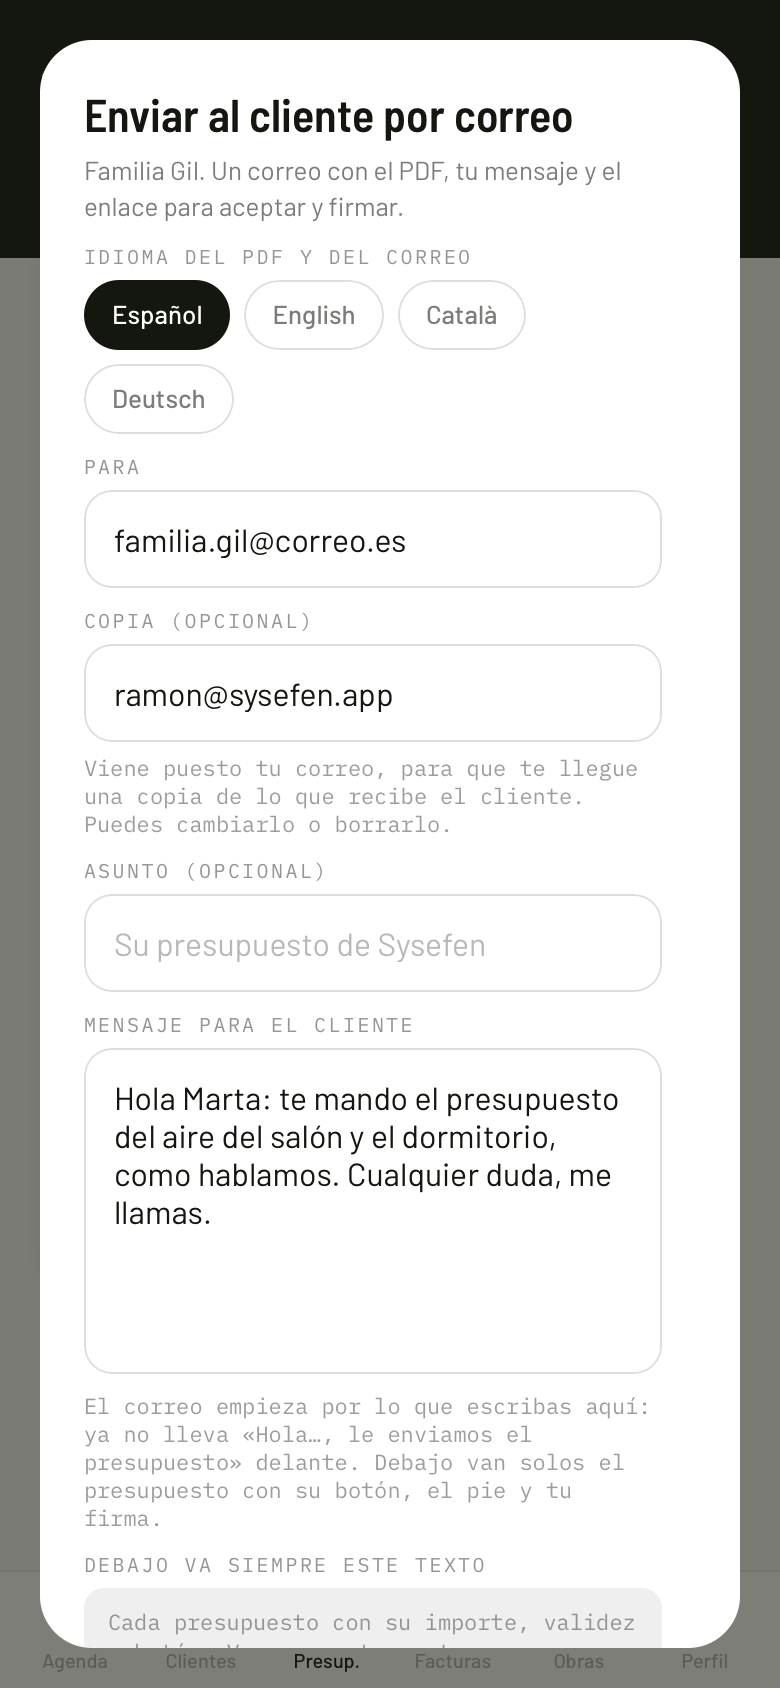 Enviar al cliente por correo
Familia Gil. Un correo con el PDF, tu mensaje y el
enlace para aceptar y firmar.
IDIOMA DEL PDF Y DEL CORREO
Español English Català
Deutsch
PARA
familia.gil@correo.es
COPIA (OPCIONAL)
ramon@sysefen.app
Viene puesto tu correo, para que te llegue
una copia de lo que recibe el cliente.
Puedes cambiarlo o borrarlo.
ASUNTO (OPCIONAL)
Su presupuesto de Sysefen
MENSAJE PARA EL CLIENTE
Hola Marta: te mando el presupuesto
del aire del salón y el dormitorio,
como hablamos. Cualquier duda, me
llamas.
El correo empieza por lo que escribas aquí:
ya no lleva «Hola…, le enviamos el
presupuesto» delante. Debajo van solos el
presupuesto con su botón, el pie y tu
firma.
DEBAJO VA SIEMPRE ESTE TEXTO
Cada presupuesto con su importe, validez
Agenda Clientes Presup. Facturas Obras Perfil